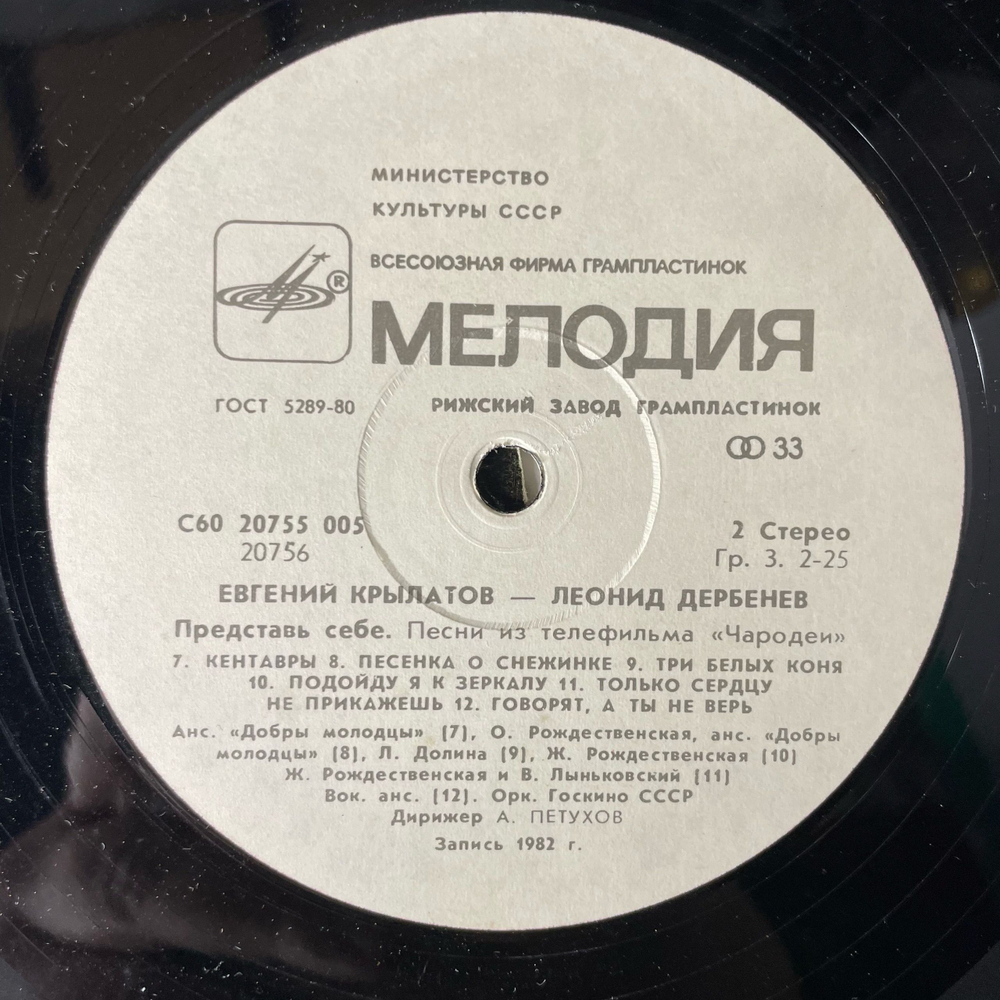 МИНИСТЕРСТВО
КУЛЬТУРЫ СССР
ВСЕСОЮЗНАЯ ФИРМА ГРАМПЛАСТИНОК
®
МЕЛОДИЯ
ГОСТ 5289-80 РИЖСКИЙ ЗАВОД ГРАМПЛАСТИНОК
33
С60 20755 005 2 Стерео
20756 Гр. 3. 2-25
ЕВГЕНИЙ КРЫЛАТОВ — ЛЕОНИД ДЕРБЕНЕВ
Представь себе. Песни из телефильма «Чародеи»
7. КЕНТАВРЫ 8. ПЕСЕНКА О СНЕЖИНКЕ 9. ТРИ БЕЛЫХ КОНЯ
10. ПОДОЙДУ Я К ЗЕРКАЛУ 11. ТОЛЬКО СЕРДЦУ
НЕ ПРИКАЖЕШЬ 12. ГОВОРЯТ, А ТЫ НЕ ВЕРЬ
Анс. «Добры молодцы» (7), О. Рождественская, анс. «Добры
молодцы» (8), Л. Долина (9), Ж. Рождественская (10)
Ж. Рождественская и В. Лыньковский (11)
Вок. анс. (12). Орк. Госкино СССР
Дирижер А. ПЕТУХОВ
Запись 1982 г.